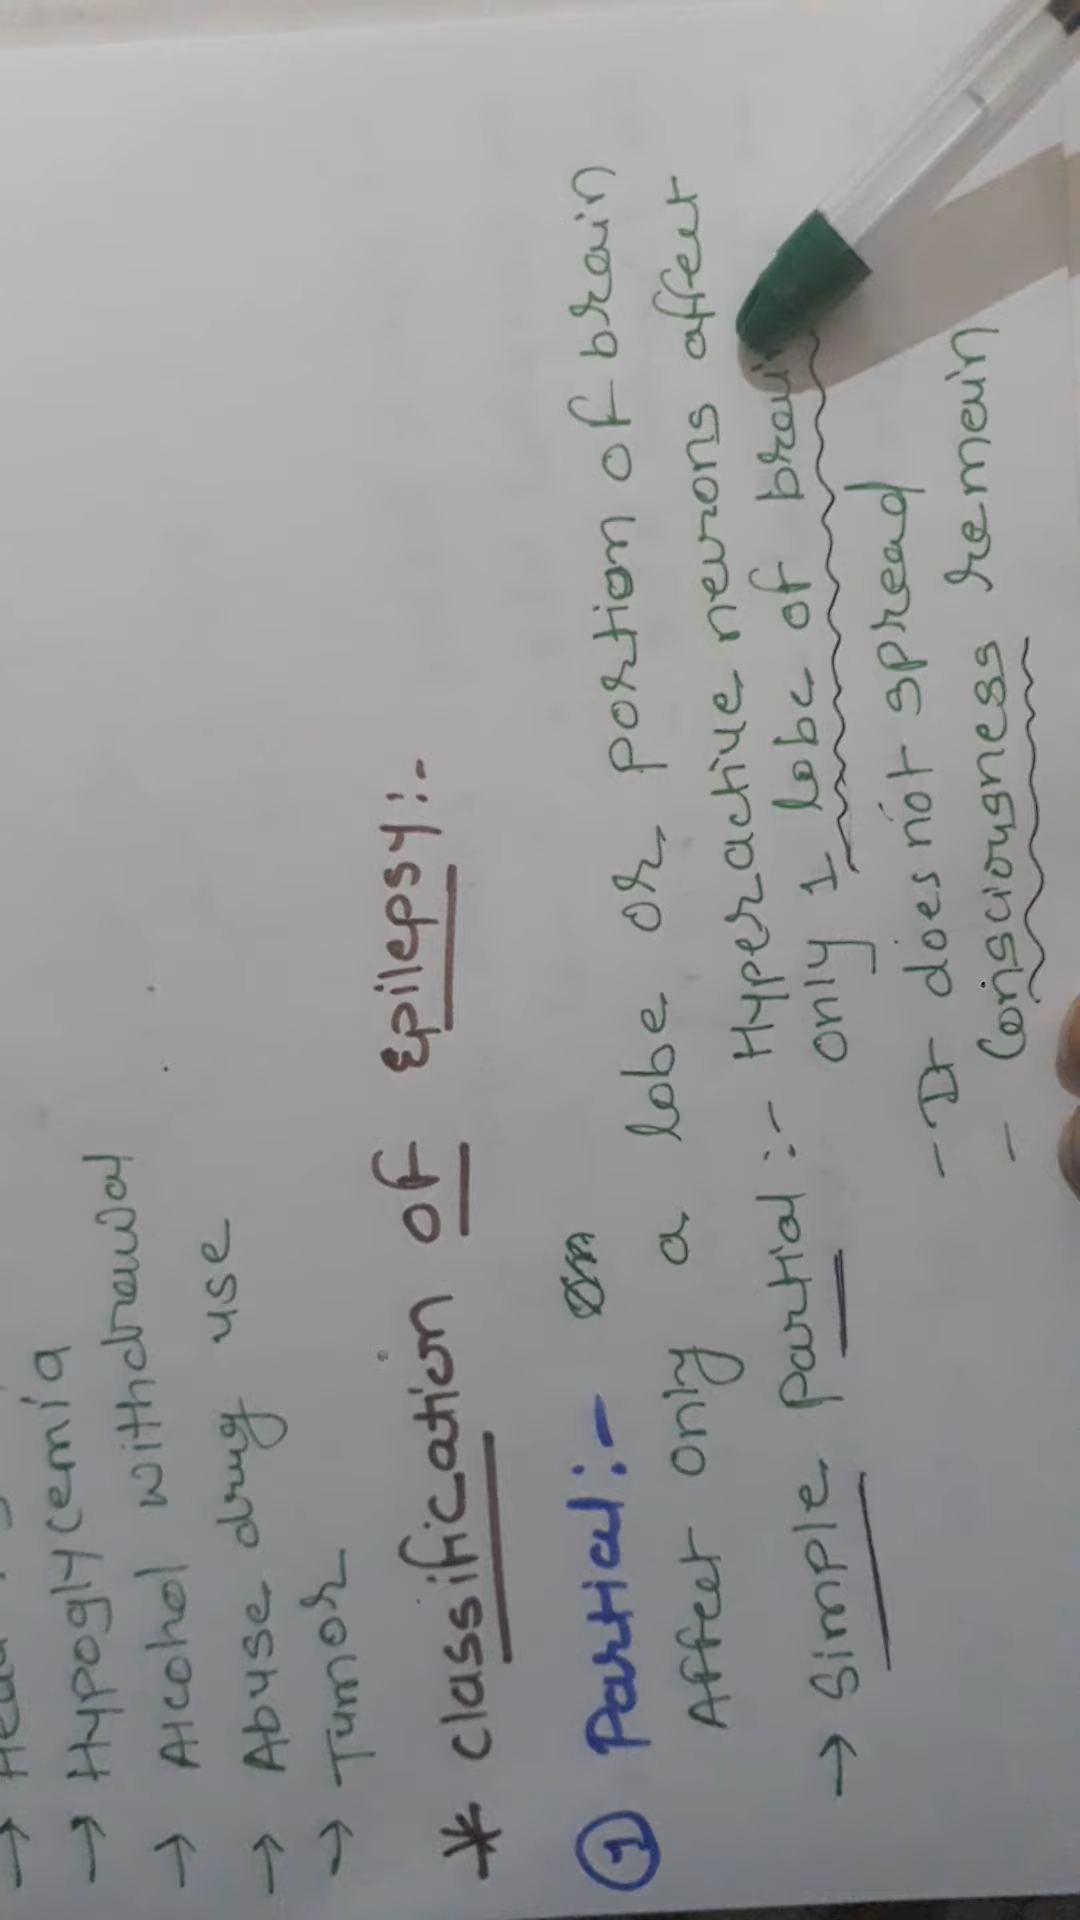 → Hypoglycemia
→ Alcohol withdrawal
→ Abuse drug use
→ Tumor
* Classification of Epilepsy:-
① Partial:-
Affect only a lobe or portion of brain
→ Simple partial :- Hyperactive neurons affect
only 1 lobe of brain
- It does not spread
- Consciousness remain